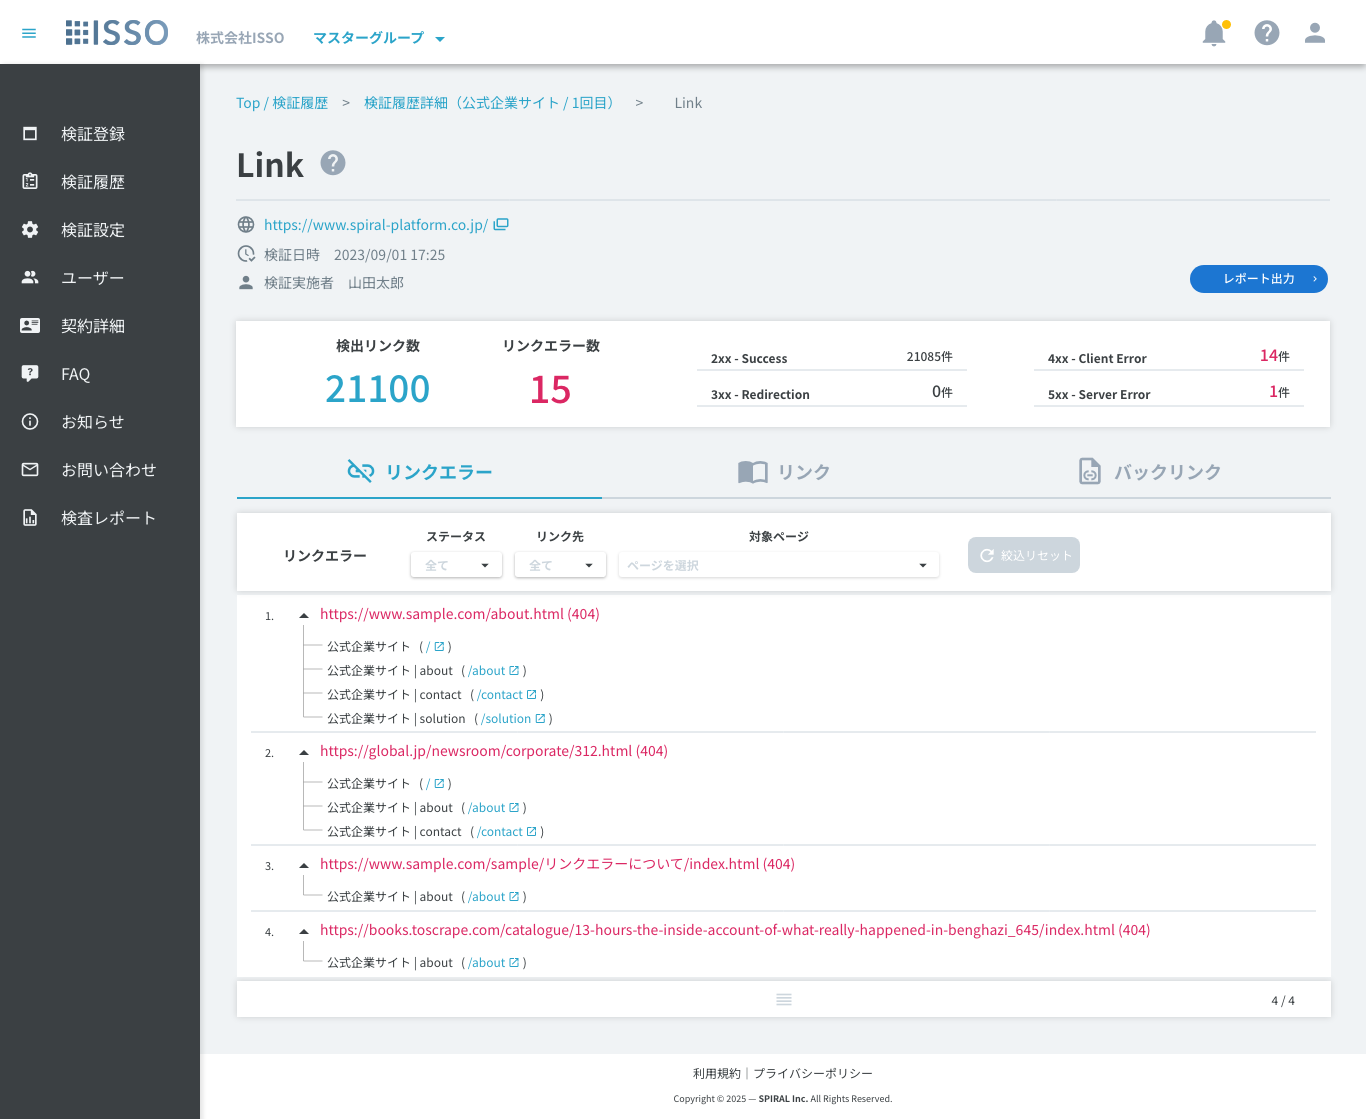 ISSO 株式会社ISSO マスターグループ
検証登録
検証履歴
検証設定
ユーザー
契約詳細
FAQ
お知らせ
お問い合わせ
検査レポート
Top / 検証履歴 > 検証履歴詳細（公式企業サイト / 1回目） > Link
Link
https://www.spiral-platform.co.jp/
検証日時 2023/09/01 17:25
検証実施者 山田太郎
レポート出力
検出リンク数
21100
リンクエラー数
15
2xx - Success 21085件
3xx - Redirection 0件
4xx - Client Error 14件
5xx - Server Error 1件
リンクエラー リンク バックリンク
リンクエラー
ステータス
全て
リンク先
全て
対象ページ
ページを選択
絞込リセット
1. https://www.sample.com/about.html (404)
公式企業サイト ( / )
公式企業サイト | about ( /about )
公式企業サイト | contact ( /contact )
公式企業サイト | solution ( /solution )
2. https://global.jp/newsroom/corporate/312.html (404)
公式企業サイト ( / )
公式企業サイト | about ( /about )
公式企業サイト | contact ( /contact )
3. https://www.sample.com/sample/リンクエラーについて/index.html (404)
公式企業サイト | about ( /about )
4. https://books.toscrape.com/catalogue/13-hours-the-inside-account-of-what-really-happened-in-benghazi_645/index.html (404)
公式企業サイト | about ( /about )
4 / 4
利用規約｜プライバシーポリシー
Copyright © 2025 — SPIRAL Inc. All Rights Reserved.